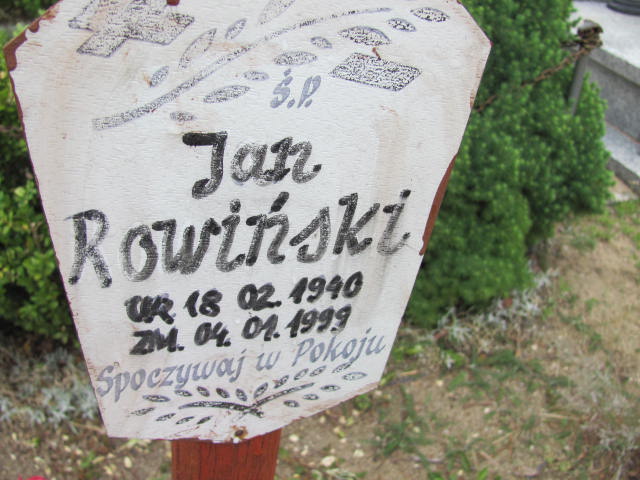 Ś.P.
Jan
Rowiński
UR 18 02. 1940
ZM. 04. 01. 1999
Spoczywaj w Pokoju